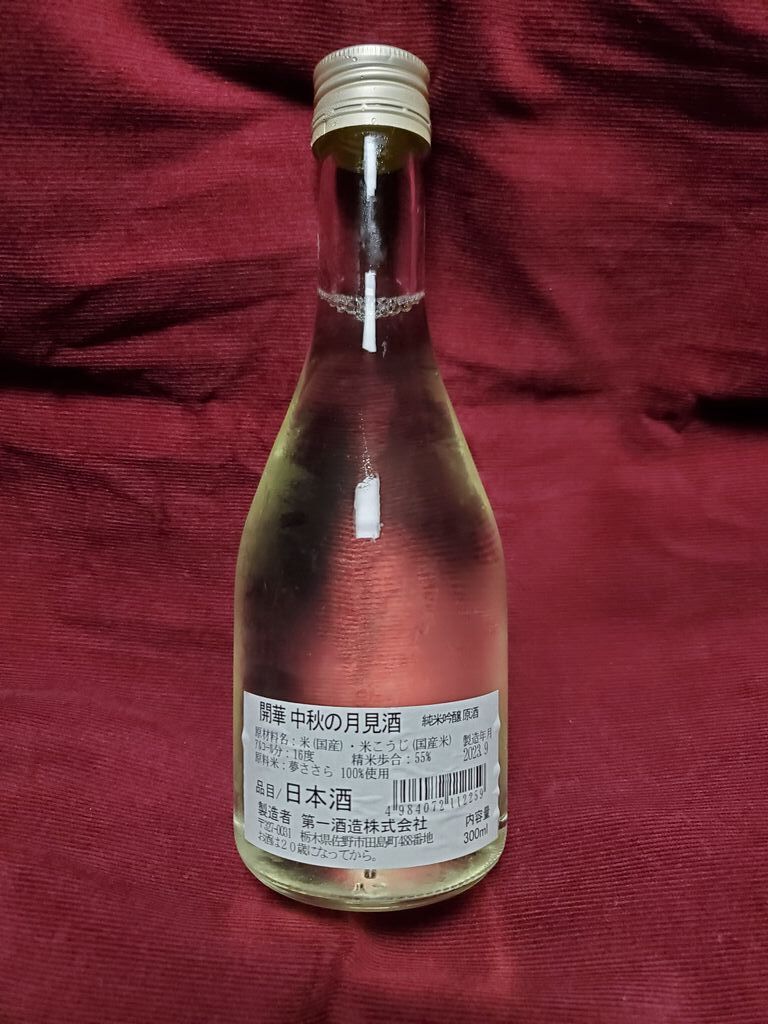 開華 中秋の月見酒 純米吟醸 原酒
原材料名：米(国産)・米こうじ(国産米) 製造年月
ｱﾙｺｰﾙ分：16度 精米歩合：55% 2023.9
原料米：夢ささら 100%使用
品目/日本酒
4 984072 112259
製造者 第一酒造株式会社 内容量
〒327-0031 栃木県佐野市田島町488番地 300ml
お酒は２０歳になってから。